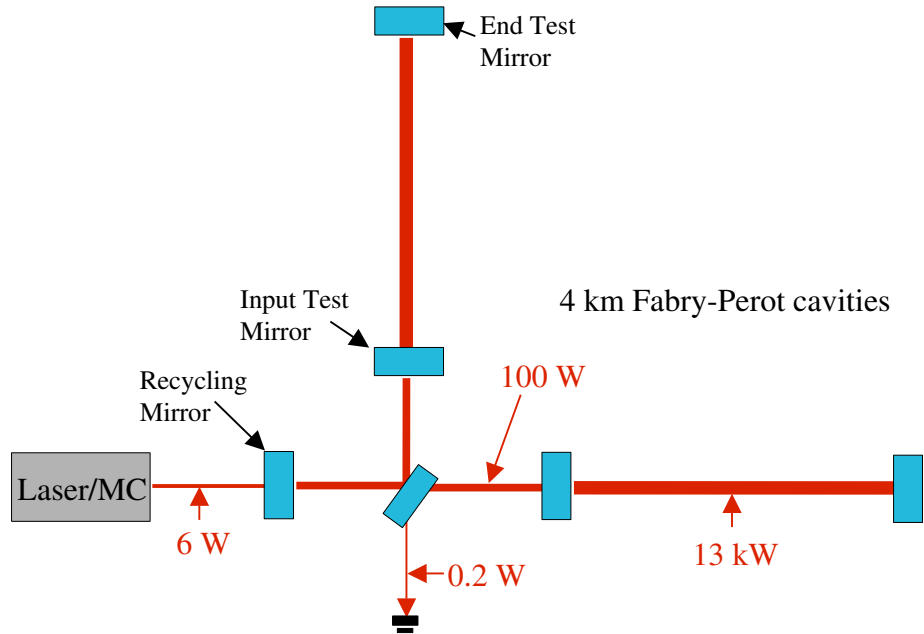 End Test
Mirror
Input Test
Mirror
4 km Fabry-Perot cavities
Recycling
Mirror
100 W
Laser/MC
6 W
13 kW
0.2 W